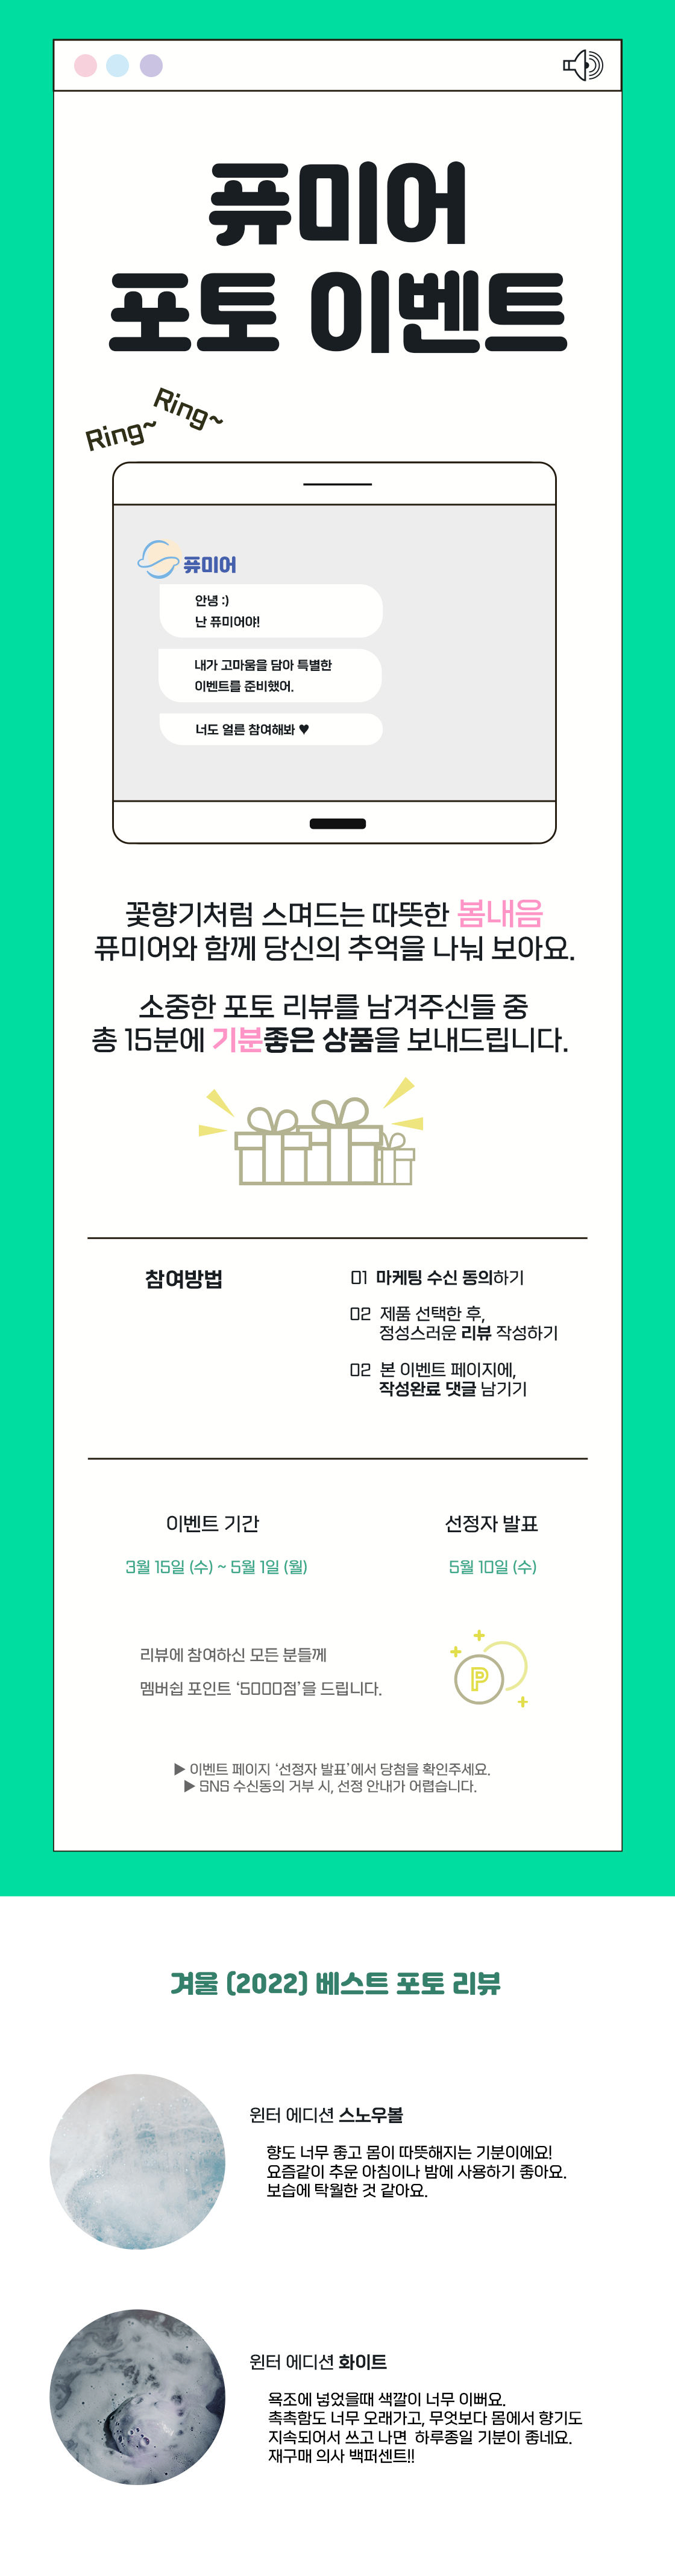 퓨미어
포토 이벤트
Ring~
Ring~
퓨미어
안녕 :)
난 퓨미어야!
내가 고마움을 담아 특별한
이벤트를 준비했어.
너도 얼른 참여해봐 ♥
꽃향기처럼 스며드는 따뜻한 봄내음
퓨미어와 함께 당신의 추억을 나눠 보아요.
소중한 포토 리뷰를 남겨주신들 중
총 15분에 기분좋은 상품을 보내드립니다.
참여방법
01 마케팅 수신 동의하기
02 제품 선택한 후,
정성스러운 리뷰 작성하기
02 본 이벤트 페이지에,
작성완료 댓글 남기기
이벤트 기간
선정자 발표
3월 15일 (수) ~ 5월 1일 (월)
5월 10일 (수)
리뷰에 참여하신 모든 분들께
멤버쉽 포인트 ‘5000점’을 드립니다.
P
▶ 이벤트 페이지 ‘선정자 발표’에서 당첨을 확인주세요.
▶ SNS 수신동의 거부 시, 선정 안내가 어렵습니다.
겨울 (2022) 베스트 포토 리뷰
윈터 에디션 스노우볼
향도 너무 좋고 몸이 따뜻해지는 기분이에요!
요즘같이 추운 아침이나 밤에 사용하기 좋아요.
보습에 탁월한 것 같아요.
윈터 에디션 화이트
욕조에 넣었을때 색깔이 너무 이뻐요.
촉촉함도 너무 오래가고, 무엇보다 몸에서 향기도
지속되어서 쓰고 나면 하루종일 기분이 좋네요.
재구매 의사 백퍼센트!!